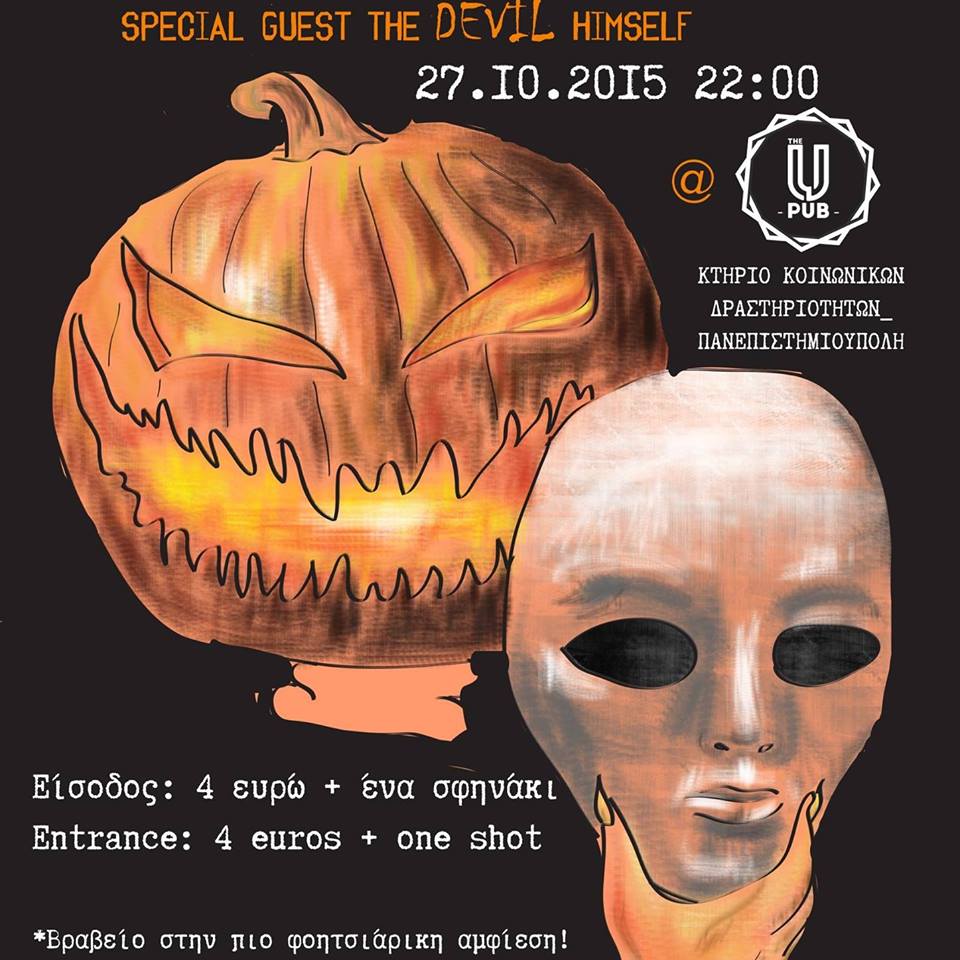 SPECIAL GUEST THE DEVIL HIMSELF
27.10.2015 22:00
@
THE
U
PUB
ΚΤΗΡΙΟ ΚΟΙΝΩΝΙΚΩΝ
ΔΡΑΣΤΗΡΙΟΤΗΤΩΝ_
ΠΑΝΕΠΙΣΤΗΜΙΟΥΠΟΛΗ
Είσοδος: 4 ευρώ + ένα σφηνάκι
Entrance: 4 euros + one shot
*Βραβείο στην πιο φοητσιάρικη αμφίεση!